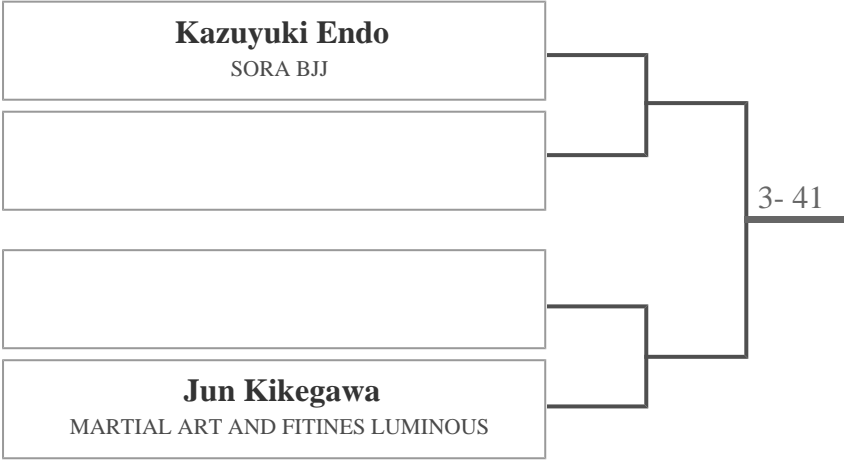 Kazuyuki Endo
SORA BJJ
3- 41
Jun Kikegawa
MARTIAL ART AND FITINES LUMINOUS